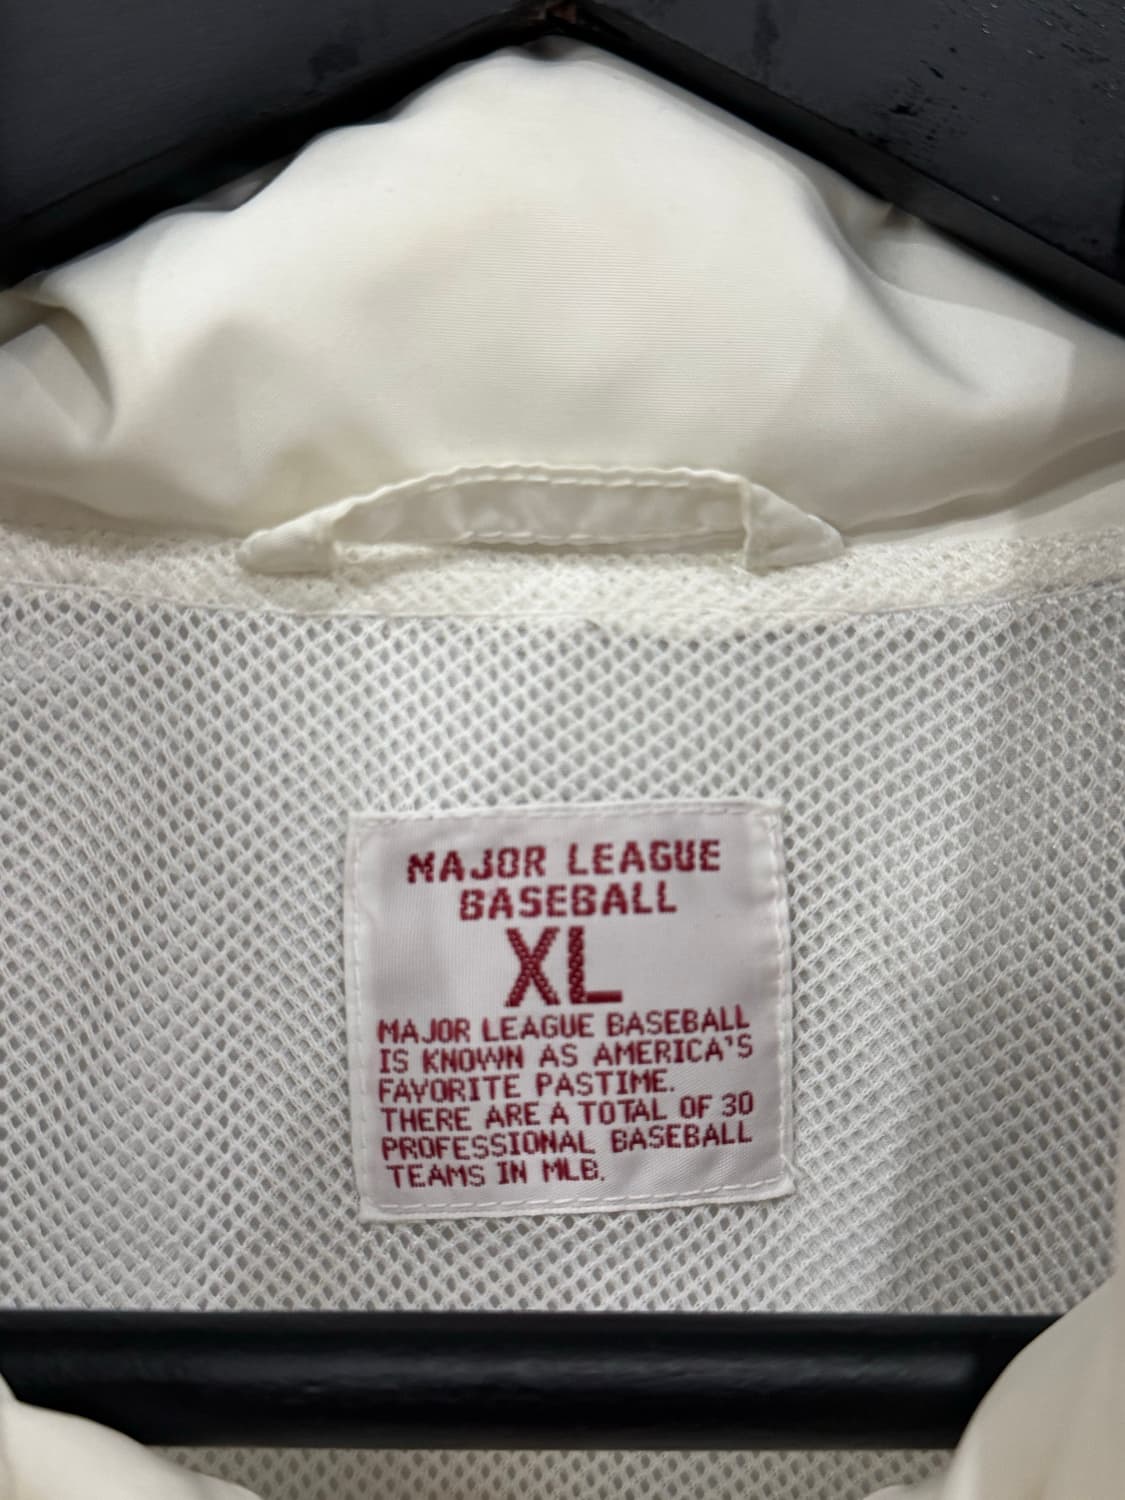 MAJOR LEAGUE
BASEBALL
XL
MAJOR LEAGUE BASEBALL
IS KNOWN AS AMERICA'S
FAVORITE PASTIME.
THERE ARE A TOTAL OF 30
PROFESSIONAL BASEBALL
TEAMS IN MLB.